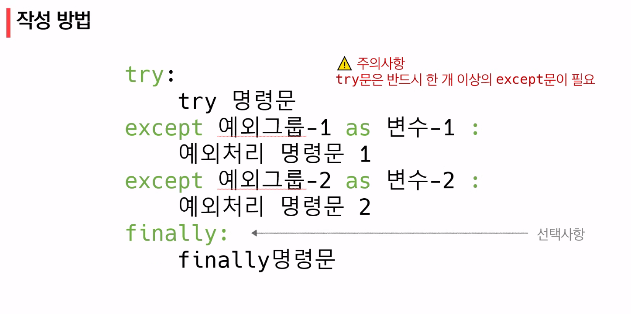 작성 방법
try:
⚠ 주의사항
try문은 반드시 한 개 이상의 except문이 필요
try 명령문
except 예외그룹-1 as 변수-1 :
예외처리 명령문 1
except 예외그룹-2 as 변수-2 :
예외처리 명령문 2
finally:
선택사항
finally명령문